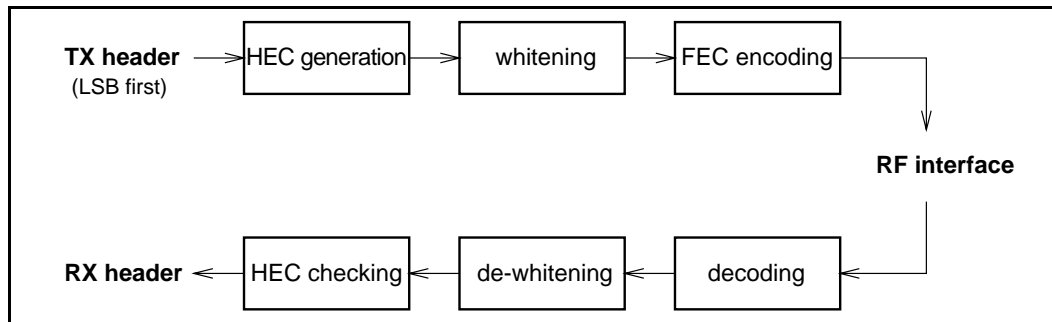 TX header
(LSB first)
HEC generation
whitening
FEC encoding
RF interface
RX header
HEC checking
de-whitening
decoding